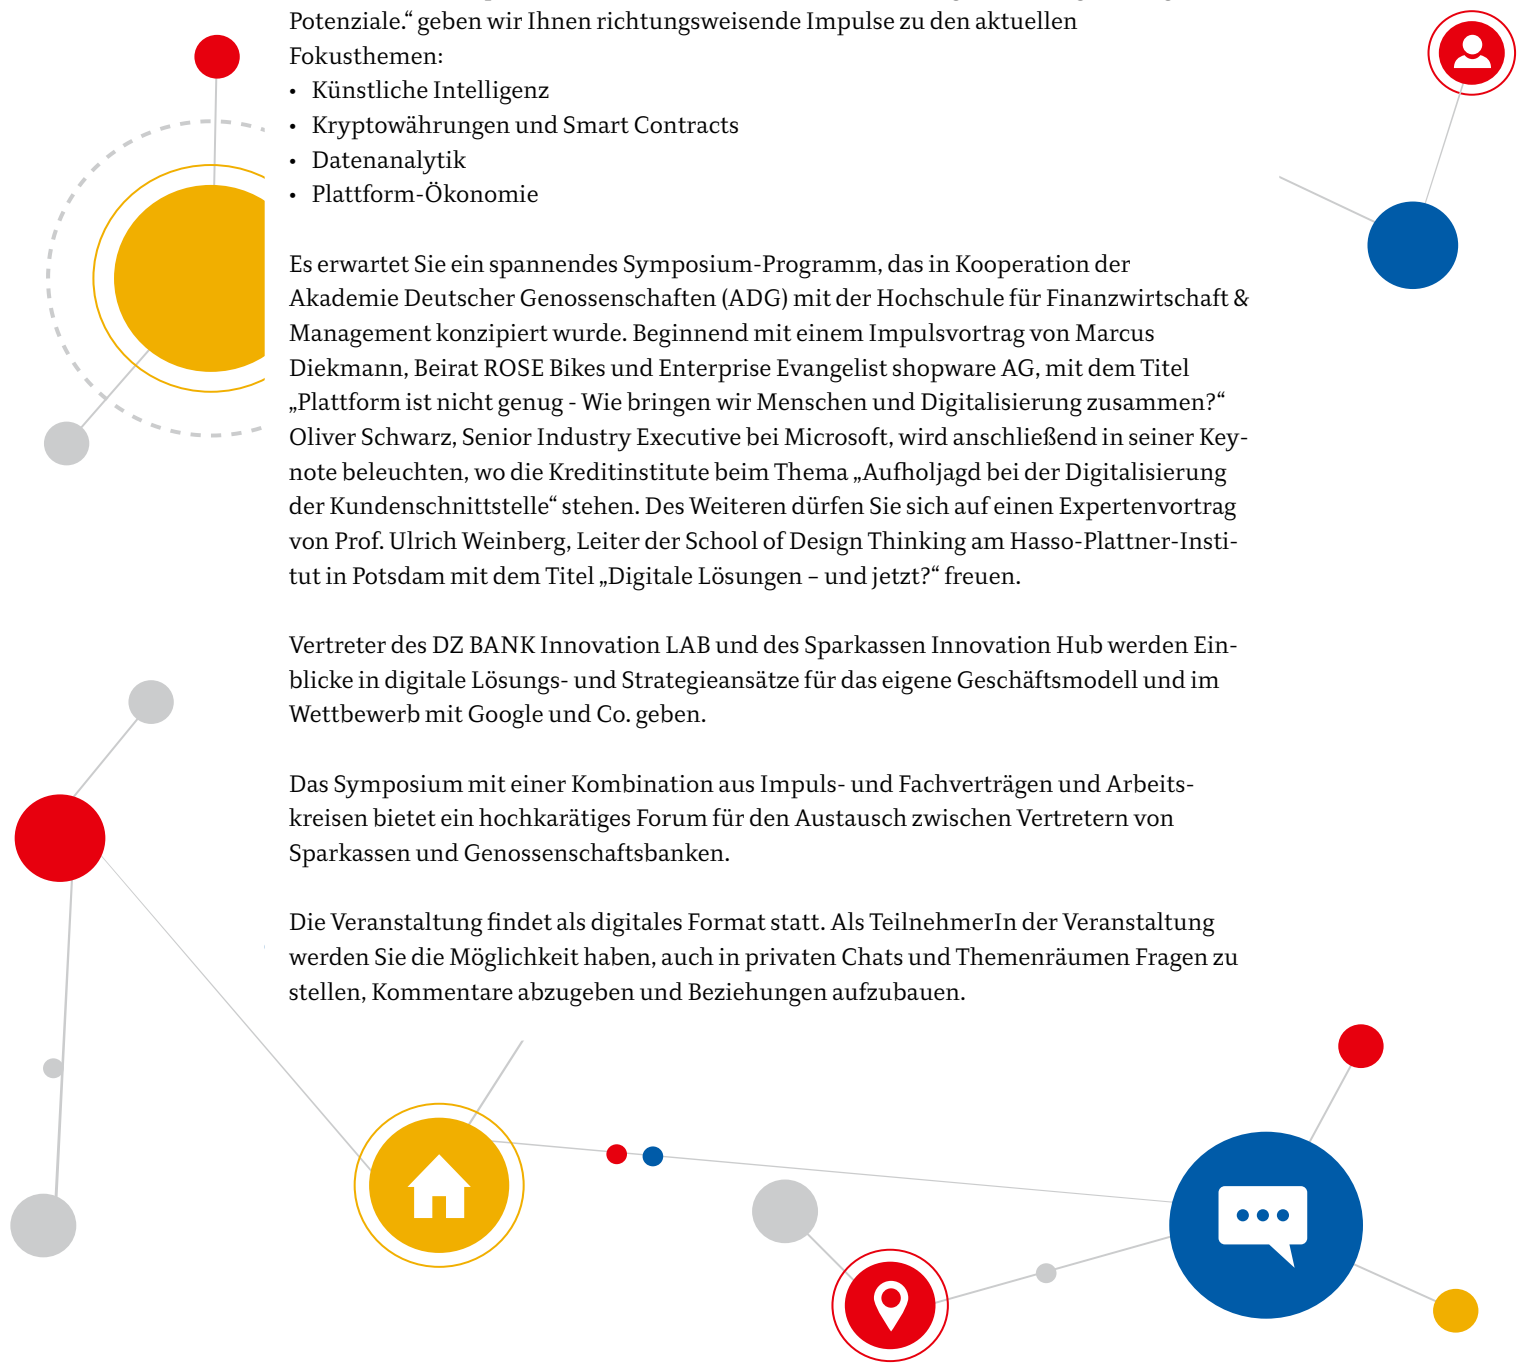 Potenziale.“ geben wir Ihnen richtungsweisende Impulse zu den aktuellen
Fokusthemen:
• Künstliche Intelligenz
• Kryptowährungen und Smart Contracts
• Datenanalytik
• Plattform-Ökonomie
Es erwartet Sie ein spannendes Symposium-Programm, das in Kooperation der
Akademie Deutscher Genossenschaften (ADG) mit der Hochschule für Finanzwirtschaft &
Management konzipiert wurde. Beginnend mit einem Impulsvortrag von Marcus
Diekmann, Beirat ROSE Bikes und Enterprise Evangelist shopware AG, mit dem Titel
„Plattform ist nicht genug - Wie bringen wir Menschen und Digitalisierung zusammen?“
Oliver Schwarz, Senior Industry Executive bei Microsoft, wird anschließend in seiner Key-
note beleuchten, wo die Kreditinstitute beim Thema „Aufholjagd bei der Digitalisierung
der Kundenschnittstelle“ stehen. Des Weiteren dürfen Sie sich auf einen Expertenvortrag
von Prof. Ulrich Weinberg, Leiter der School of Design Thinking am Hasso-Plattner-Insti-
tut in Potsdam mit dem Titel „Digitale Lösungen – und jetzt?“ freuen.
Vertreter des DZ BANK Innovation LAB und des Sparkassen Innovation Hub werden Ein-
blicke in digitale Lösungs- und Strategieansätze für das eigene Geschäftsmodell und im
Wettbewerb mit Google und Co. geben.
Das Symposium mit einer Kombination aus Impuls- und Fachverträgen und Arbeits-
kreisen bietet ein hochkarätiges Forum für den Austausch zwischen Vertretern von
Sparkassen und Genossenschaftsbanken.
Die Veranstaltung findet als digitales Format statt. Als TeilnehmerIn der Veranstaltung
werden Sie die Möglichkeit haben, auch in privaten Chats und Themenräumen Fragen zu
stellen, Kommentare abzugeben und Beziehungen aufzubauen.